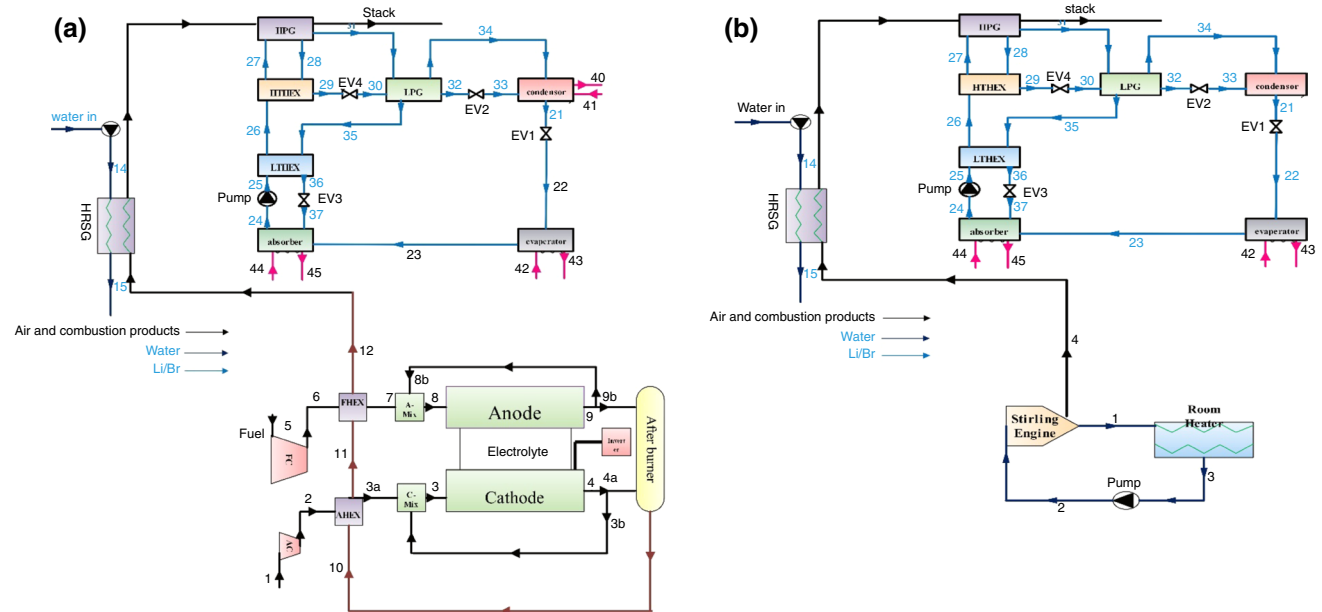 (a)
Stack
HPG
31
34
27
28
HTHEX
29
EV4
30
LPG
32
33
EV2
condensor
40
41
21
EV1
water in
26
35
14
LTHEX
25
36
Pump
EV3
24
37
22
HRSG
absorber
23
evaperator
44
45
42
43
15
Air and combustion products
Water
Li/Br
12
8b
6
FHEX
7
A-
Mix
8
Anode
9
9b
After burner
Fuel
5
FC
11
Electrolyte
Invert
er
2
3a
C-
Mix
3
Cathode
4
4a
AHEX
3b
AC
1
10
(b)
stack
HPG
31
34
27
28
HTHEX
29
EV4
30
LPG
32
33
EV2
condensor
21
EV1
Water in
26
35
14
LTHEX
25
36
Pump
EV3
24
37
22
HRSG
absorber
23
evaperator
44
45
42
43
15
Air and combustion products
Water
Li/Br
4
Stirling
Engine
1
Room
Heater
3
Pump
2